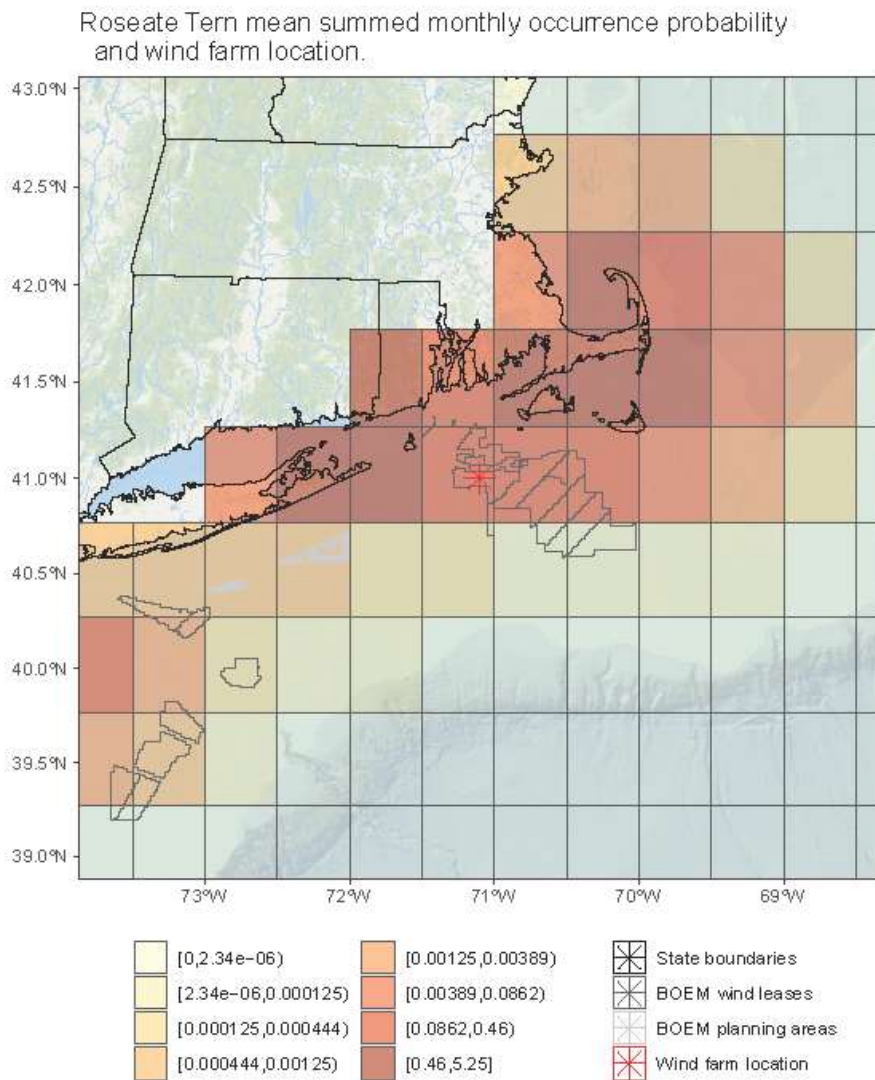 Roseate Tern mean summed monthly occurrence probability
and wind farm location.
43.0°N
42.5°N
42.0°N
41.5°N
41.0°N
40.5°N
40.0°N
39.5°N
39.0°N
73°W 72°W 71°W 70°W 69°W
[0,2.34e−06) [0.00125,0.00389) State boundaries
[2.34e−06,0.000125) [0.00389,0.0862) BOEM wind leases
[0.000125,0.000444) [0.0862,0.46) BOEM planning areas
[0.000444,0.00125) [0.46,5.25] Wind farm location